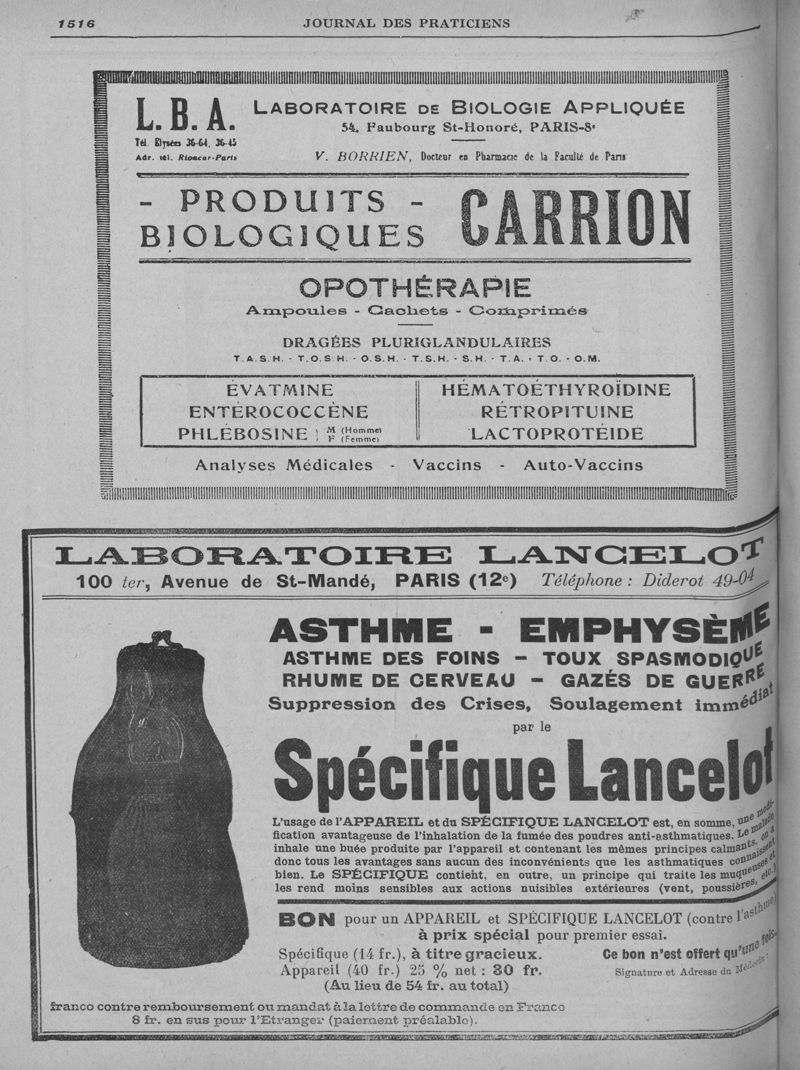 1516 JOURNAL DES PRATICIENS
L.B.A.
Tél. Elysées 36-64, 36-45
Adr. tél. Rioncar-Paris
LABORATOIRE DE BIOLOGIE APPLIQUÉE
54, Faubourg St-Honoré, PARIS-8e
V. BORRIEN, Docteur en Pharmacie de la Faculté de Paris
- PRODUITS -
BIOLOGIQUES
CARRION
OPOTHÉRAPIE
Ampoules - Cachets - Comprimés
DRAGÉES PLURIGLANDULAIRES
T.A.S.H. - T.O.S.H. - O.S.H. - T.S.H. - S.H. - T.A. - T.O. - O.M.
ÉVATMINE
ENTÉROCOCCÈNE
PHLÉBOSINE { M (Homme)
F (Femme)
HÉMATOÉTHYROÏDINE
RÉTROPITUINE
LACTOPROTÉIDE
Analyses Médicales - Vaccins - Auto-Vaccins
LABORATOIRE LANCELOT
100 ter, Avenue de St-Mandé, PARIS (12e) Téléphone : Diderot 49-04
ASTHME - EMPHYSÈME
ASTHME DES FOINS - TOUX SPASMODIQUE
RHUME DE CERVEAU - GAZÉS DE GUERRE
Suppression des Crises, Soulagement immédiat
par le
Spécifique Lancelot
L'usage de l'APPAREIL et du SPÉCIFIQUE LANCELOT est, en somme, une modi-
fication avantageuse de l'inhalation de la fumée des poudres anti-asthmatiques. Le malade
inhale une buée produite par l'appareil et contenant les mêmes principes calmants, on a
donc tous les avantages sans aucun des inconvénients que les asthmatiques connaissent
bien. Le SPÉCIFIQUE contient, en outre, un principe qui traite les muqueuses et
les rend moins sensibles aux actions nuisibles extérieures (vent, poussières, etc.)
BON pour un APPAREIL et SPÉCIFIQUE LANCELOT (contre l'asthme)
à prix spécial pour premier essai.
Spécifique (14 fr.), à titre gracieux.
Appareil (40 fr.) 25 % net : 30 fr.
(Au lieu de 54 fr. au total)
Ce bon n'est offert qu'une fois.
Signature et Adresse du Médecin :
franco contre remboursement ou mandat à la lettre de commande en France
8 fr. en sus pour l'Etranger (paiement préalable).